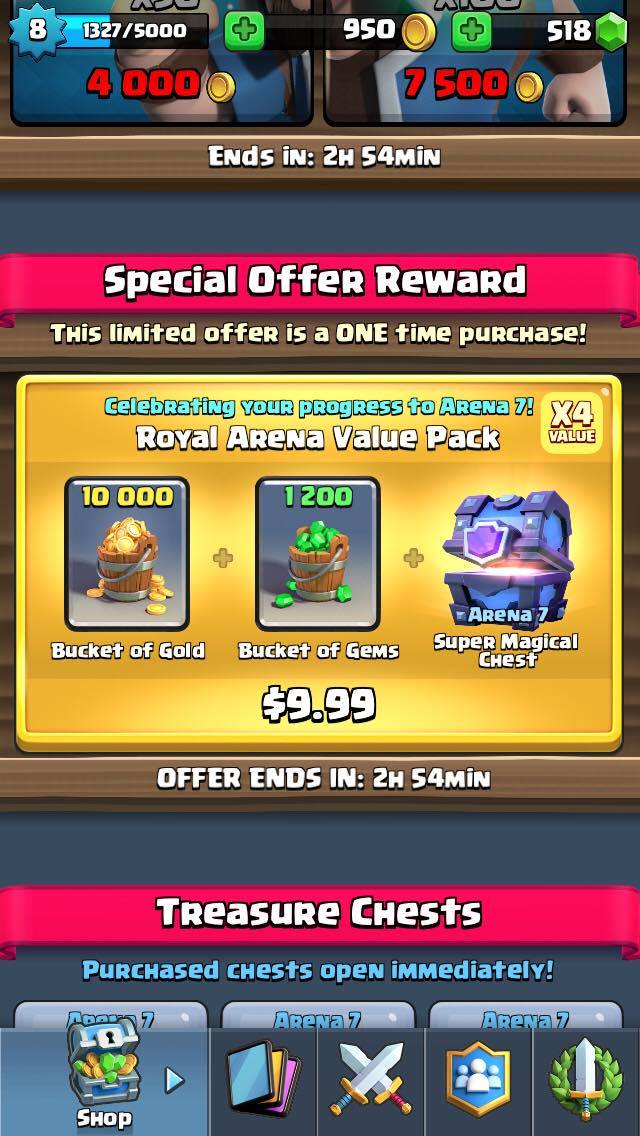 x50
x100
8 1327/5000 950 518
4 000 7 500
Ends in: 2h 54min
Special Offer Reward
This limited offer is a ONE time purchase!
Celebrating your progress to Arena 7!
Royal Arena Value Pack
X4
VALUE
10 000
Bucket of Gold
1 200
Bucket of Gems
Arena 7
Super Magical
Chest
$9.99
OFFER ENDS IN: 2h 54min
Treasure Chests
Purchased chests open immediately!
Arena 7 Arena 7 Arena 7
Shop